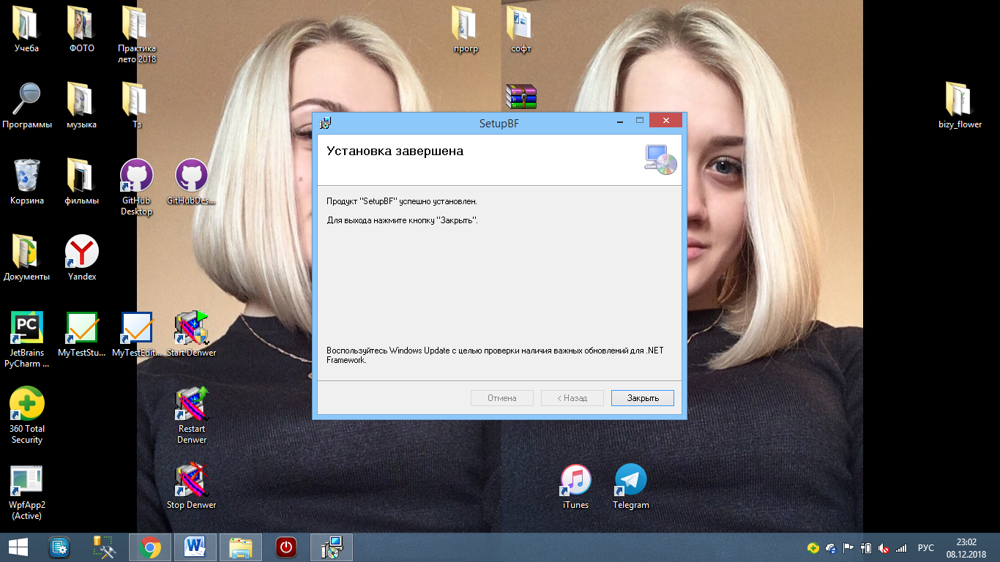 Учеба
ФОТО
Практика
лето 2018
прогр
софт
Программы
музыка
Тз
bizy_flower
SetupBF
Установка завершена
Продукт "SetupBF" успешно установлен.
Для выхода нажмите кнопку "Закрыть".
Воспользуйтесь Windows Update с целью проверки наличия важных обновлений для .NET
Framework.
Отмена
< Назад
Закрыть
Корзина
фильмы
GitHub
Desktop
GitHubDes...
Документы
Yandex
JetBrains
PyCharm ...
MyTestStu...
MyTestEdit...
Start Denwer
360 Total
Security
Restart
Denwer
WpfApp2
(Active)
Stop Denwer
iTunes
Telegram
РУС
23:02
08.12.2018